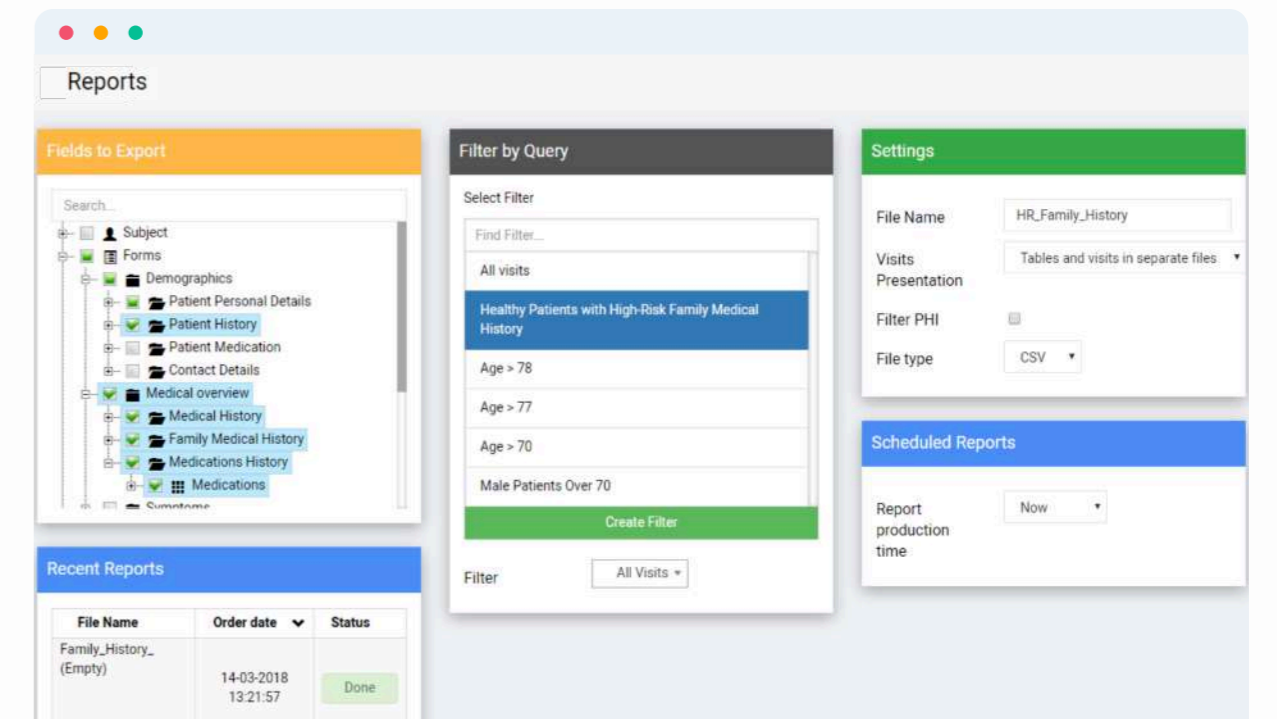 Reports
Fields to Export
Search...
Subject
Forms
Demographics
Patient Personal Details
Patient History
Patient Medication
Contact Details
Medical overview
Medical History
Family Medical History
Medications History
Medications
Symptoms
Recent Reports
File Name Order date Status
Family_History_
(Empty)
14-03-2018
13:21:57
Done
Filter by Query
Select Filter
Find Filter...
All visits
Healthy Patients with High-Risk Family Medical
History
Age > 78
Age > 77
Age > 70
Male Patients Over 70
Create Filter
Filter All Visits
Settings
File Name HR_Family_History
Visits
Presentation
Tables and visits in separate files
Filter PHI
File type CSV
Scheduled Reports
Report
production
time
Now